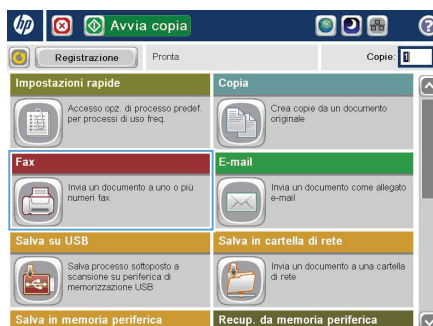 hp Avvia copia ?
Registrazione Pronta Copie: 1
Impostazioni rapide
Accesso opz. di processo predef.
per processi di uso freq.
Copia
Crea copie da un documento
originale
Fax
Invia un documento a uno o più
numeri fax
E-mail
Invia un documento come allegato
e-mail
Salva su USB
Salva processo sottoposto a
scansione su periferica di
memorizzazione USB
Salva in cartella di rete
Invia un documento a una cartella
di rete
Salva in memoria periferica
Recup. da memoria periferica